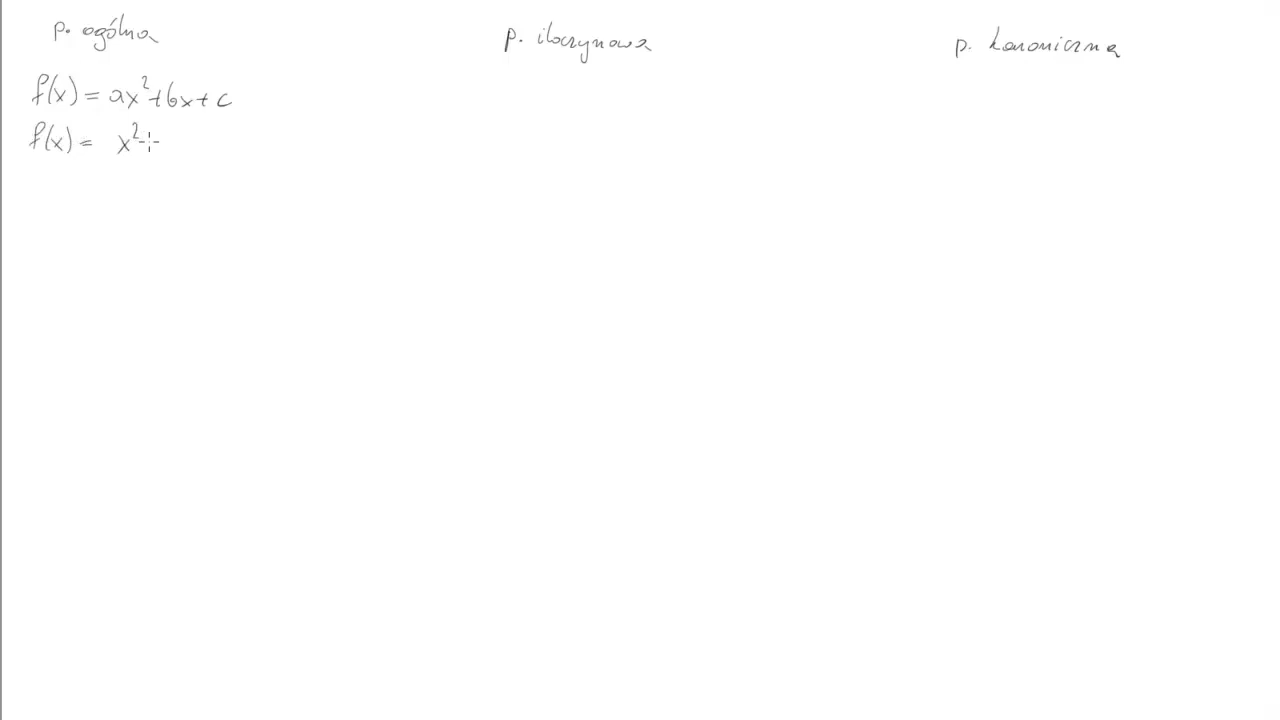 p. ogólna
p. iloczynowa
p. kanoniczna
f(x) = ax²+bx+c
f(x) = x²+